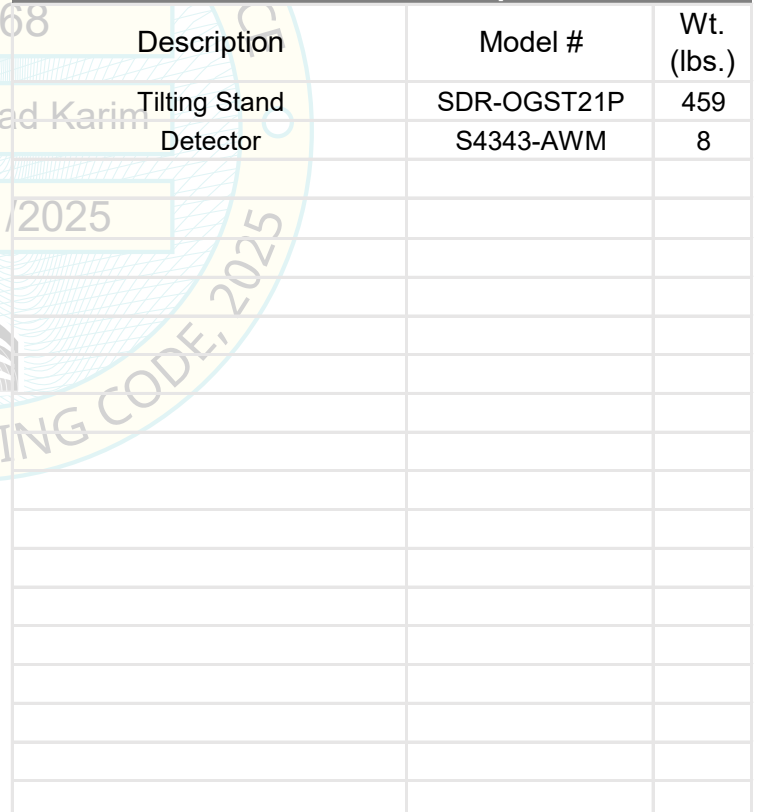 68
Description Model # Wt. (lbs.)
ad Karim
Tilting Stand SDR-OGST21P 459
Detector S4343-AWM 8
/2025
ING CODE, 2025